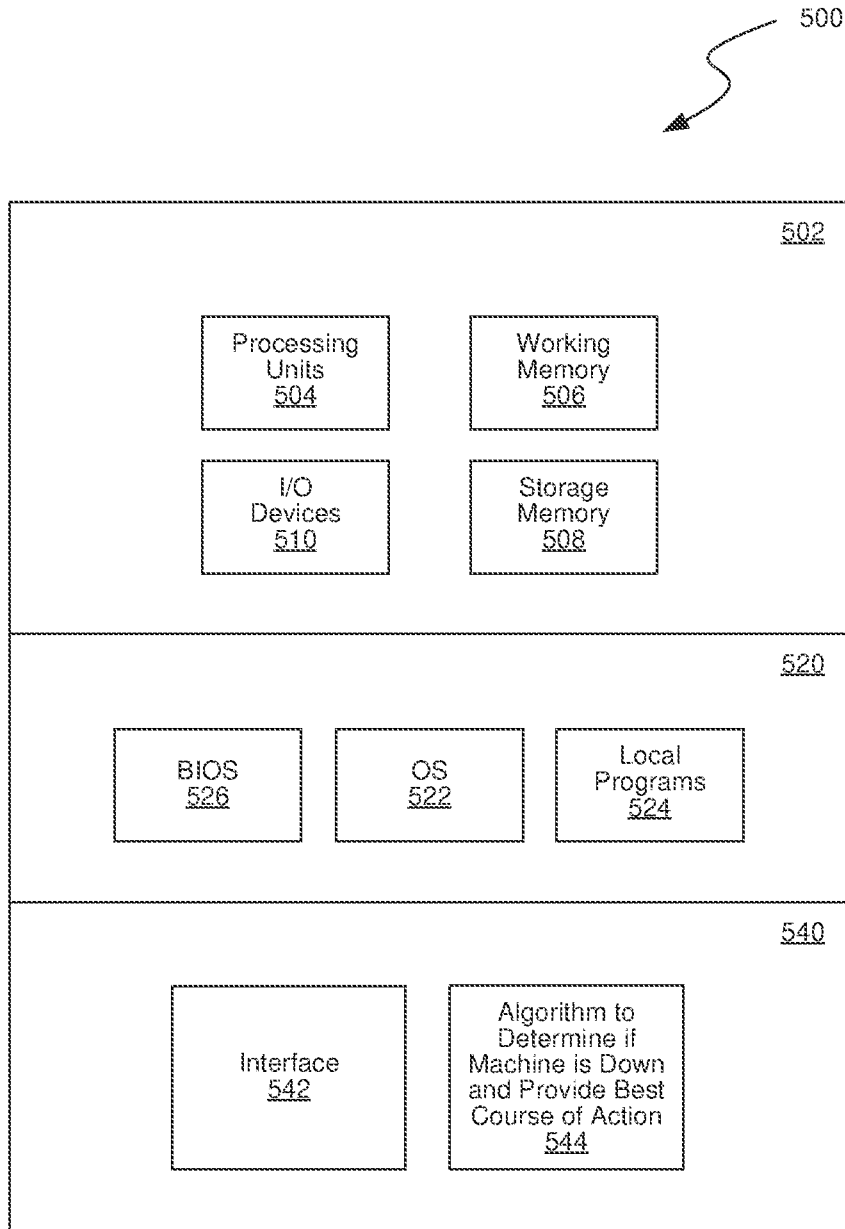 500
502
Processing
Units
504
Working
Memory
506
I/O
Devices
510
Storage
Memory
508
520
BIOS
526
OS
522
Local
Programs
524
540
Interface
542
Algorithm to
Determine if
Machine is Down
and Provide Best
Course of Action
544